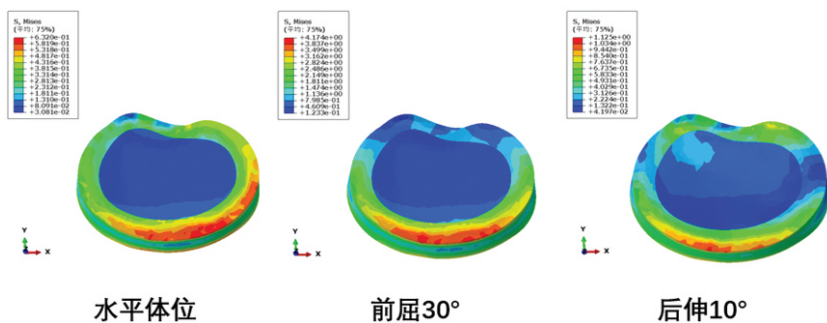 S, Mises
(平均: 75%)
+6.320e-01
+5.819e-01
+5.318e-01
+4.817e-01
+4.316e-01
+3.815e-01
+3.314e-01
+2.813e-01
+2.312e-01
+1.811e-01
+1.310e-01
+8.091e-02
+3.081e-02
Y
Z
X
水平体位
S, Mises
(平均: 75%)
+4.174e+00
+3.837e+00
+3.499e+00
+3.162e+00
+2.824e+00
+2.486e+00
+2.149e+00
+1.811e+00
+1.474e+00
+1.136e+00
+7.985e-01
+4.609e-01
+1.233e-01
Y
Z
X
前屈30°
S, Mises
(平均: 75%)
+1.125e+00
+1.034e+00
+9.442e-01
+8.540e-01
+7.637e-01
+6.735e-01
+5.833e-01
+4.931e-01
+4.029e-01
+3.126e-01
+2.224e-01
+1.322e-01
+4.197e-02
Y
Z
X
后伸10°